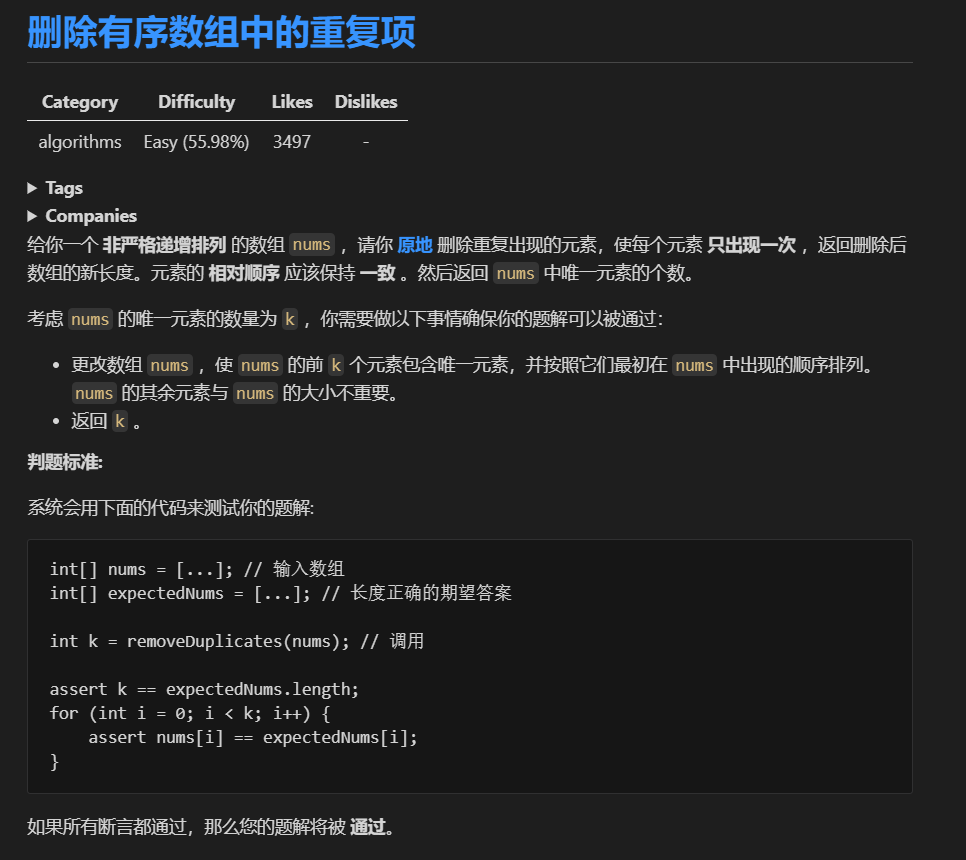 删除有序数组中的重复项
Category Difficulty Likes Dislikes
algorithms Easy (55.98%) 3497 -
▶ Tags
▶ Companies
给你一个 非严格递增排列 的数组 nums ，请你 原地 删除重复出现的元素，使每个元素 只出现一次 ，返回删除后
数组的新长度。元素的 相对顺序 应该保持 一致 。然后返回 nums 中唯一元素的个数。
考虑 nums 的唯一元素的数量为 k ，你需要做以下事情确保你的题解可以被通过：
• 更改数组 nums ，使 nums 的前 k 个元素包含唯一元素，并按照它们最初在 nums 中出现的顺序排列。
nums 的其余元素与 nums 的大小不重要。
• 返回 k 。
判题标准:
系统会用下面的代码来测试你的题解:
int[] nums = [...]; // 输入数组
int[] expectedNums = [...]; // 长度正确的期望答案
int k = removeDuplicates(nums); // 调用
assert k == expectedNums.length;
for (int i = 0; i < k; i++) {
    assert nums[i] == expectedNums[i];
}
如果所有断言都通过，那么您的题解将被 通过。